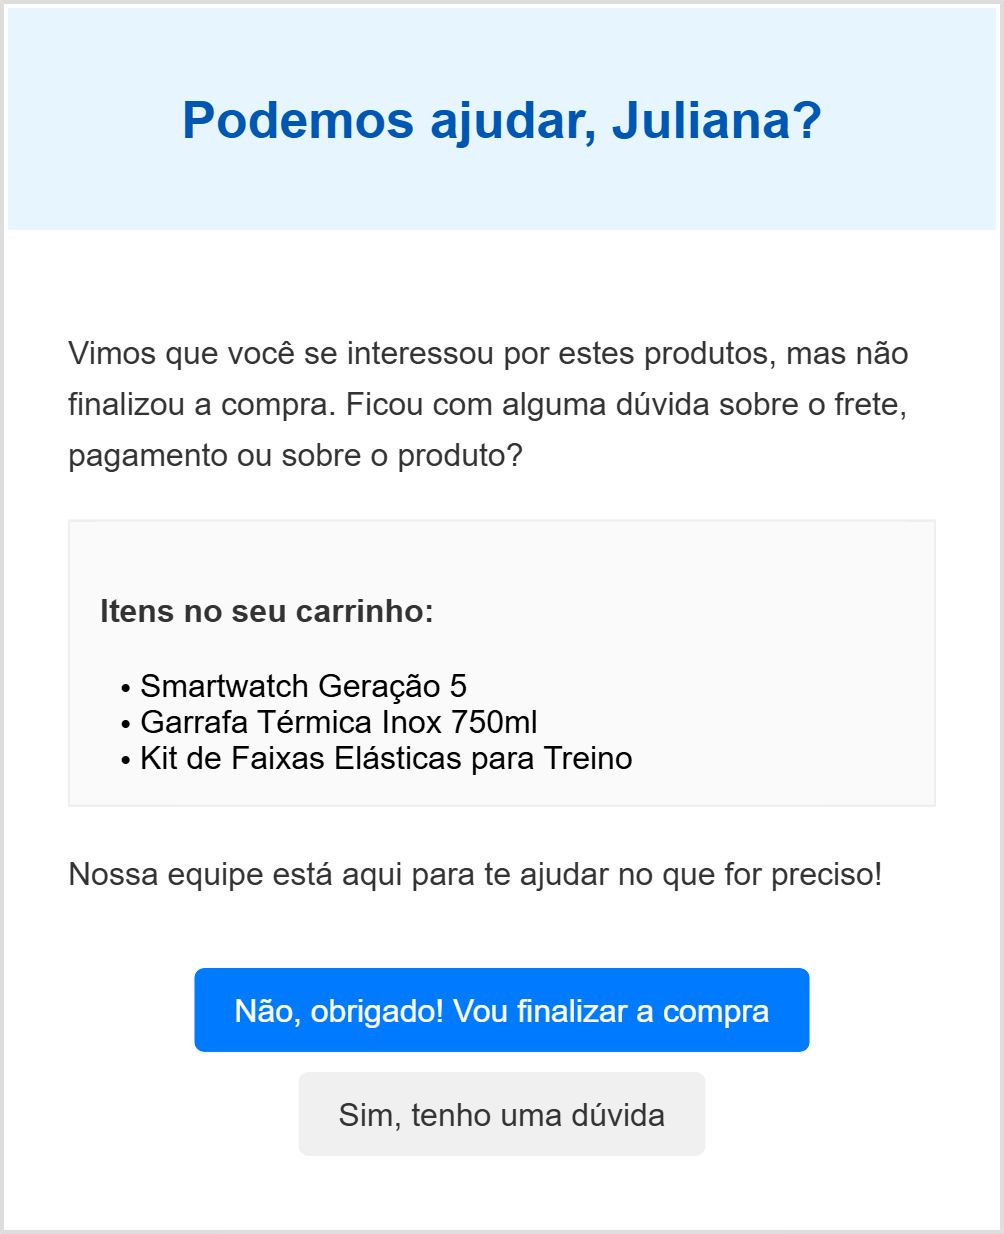 Podemos ajudar, Juliana?
Vimos que você se interessou por estes produtos, mas não
finalizou a compra. Ficou com alguma dúvida sobre o frete,
pagamento ou sobre o produto?
Itens no seu carrinho:
• Smartwatch Geração 5
• Garrafa Térmica Inox 750ml
• Kit de Faixas Elásticas para Treino
Nossa equipe está aqui para te ajudar no que for preciso!
Não, obrigado! Vou finalizar a compra
Sim, tenho uma dúvida